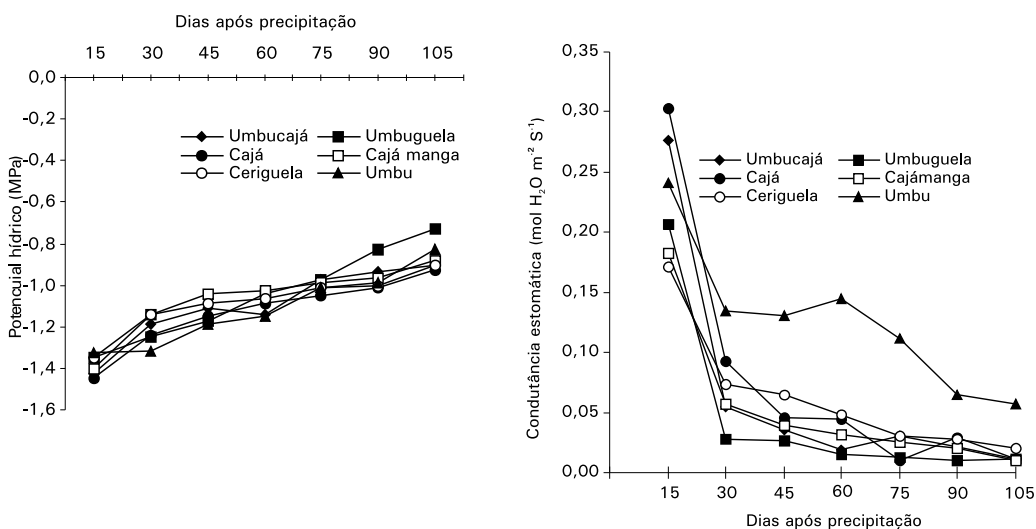 Dias após precipitação
15 30 45 60 75 90 105
0,0
-0,2
-0,4
-0,6
-0,8
-1,0
-1,2
-1,4
-1,6
Potencuial hídrico (MPa)
Umbucajá Umbuguela
Cajá Cajá manga
Ceriguela Umbu
0,35
0,30
0,25
0,20
0,15
0,10
0,05
0,00
Condutância estomática (mol H₂O m⁻² S⁻¹)
Umbucajá Umbuguela
Cajá Cajámanga
Ceriguela Umbu
15 30 45 60 75 90 105
Dias após precipitação